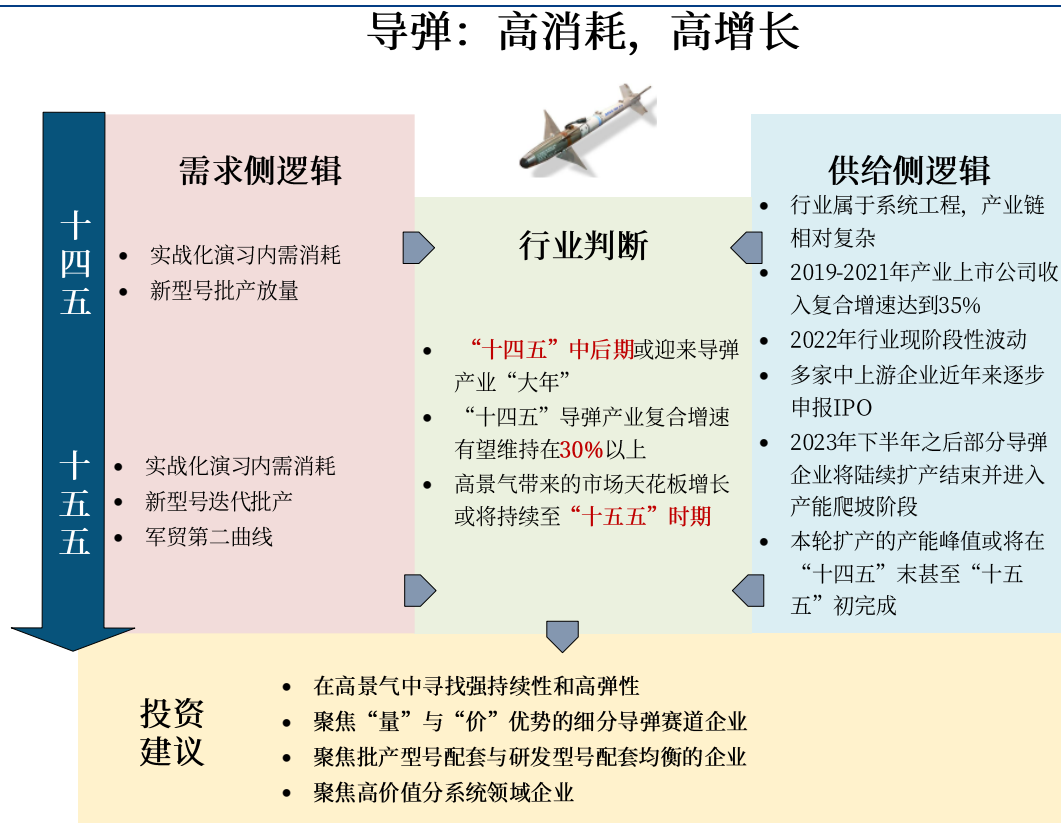 导弹：高消耗，高增长
十四五
十五五
需求侧逻辑
• 实战化演习内需消耗
• 新型号批产放量
• 实战化演习内需消耗
• 新型号迭代批产
• 军贸第二曲线
行业判断
• “十四五”中后期或迎来导弹
产业“大年”
• “十四五”导弹产业复合增速
有望维持在30%以上
• 高景气带来的市场天花板增长
或将持续至“十五五”时期
供给侧逻辑
• 行业属于系统工程，产业链
相对复杂
• 2019-2021年产业上市公司收
入复合增速达到35%
• 2022年行业现阶段性波动
• 多家中上游企业近年来逐步
申报IPO
• 2023年下半年之后部分导弹
企业将陆续扩产结束并进入
产能爬坡阶段
• 本轮扩产的产能峰值或将在
“十四五”末甚至“十五
五”初完成
投资
建议
• 在高景气中寻找强持续性和高弹性
• 聚焦“量”与“价”优势的细分导弹赛道企业
• 聚焦批产型号配套与研发型号配套均衡的企业
• 聚焦高价值分系统领域企业